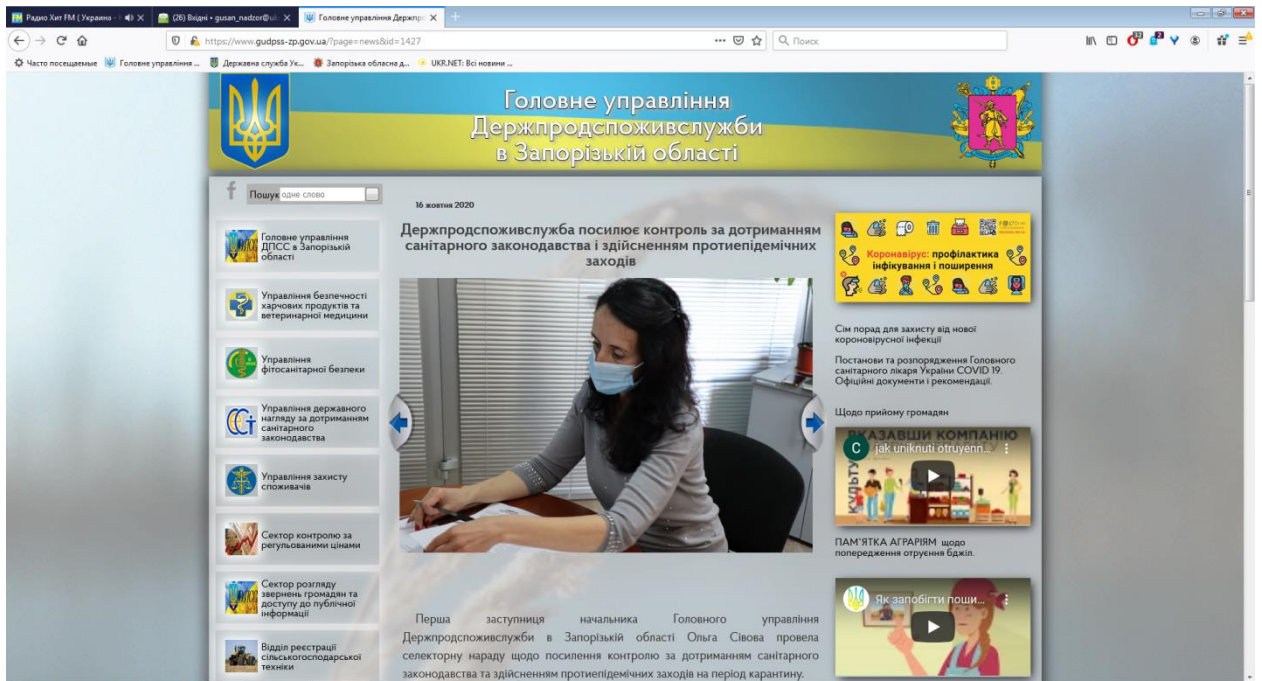 Радио Хит FM ( Украина -
(26) Вхідні • gusan_nadzor@uk
Головне управління Держпро
https://www.gudpss-zp.gov.ua/?page=news&id=1427
Поиск
Часто посещаемые
Головне управління ...
Державна служба Ук...
Запорізька обласна д...
UKR.NET: Всі новини ...
Головне управління
Держпродспоживслужби
в Запорізькій області
Пошук одне слово
Головне управління
ДПСС в Запорізькій
області
Управління безпечності
харчових продуктів та
ветеринарної медицини
Управління
фітосанітарної безпеки
Управління державного
нагляду за дотриманням
санітарного
законодавства
Управління захисту
споживачів
Сектор контролю за
регульованими цінами
Сектор розгляду
звернень громадян та
доступу до публічної
інформації
Відділ реєстрації
сільськогосподарської
техніки
16 жовтня 2020
Держпродспоживслужба посилює контроль за дотриманням
санітарного законодавства і здійсненням протиепідемічних
заходів
Перша заступниця начальника Головного управління
Держпродспоживслужби в Запорізькій області Ольга Сівова провела
селекторну нараду щодо посилення контролю за дотриманням санітарного
законодавства та здійсненням протиепідемічних заходів на період карантину.
Коронавірус: профілактика
інфікування і поширення
Сім порад для захисту від нової
короновірусної інфекції
Постанови та розпорядження Головного
санітарного лікаря України COVID 19.
Офіційні документи і рекомендації.
Щодо прийому громадян
ВКАЗАВШИ КОМПАНІЮ
C jak uniknuti otruyenn...
КУДЬТУ
ПАМ'ЯТКА АГРАРІЯМ щодо
попередження отруєння бджіл.
Як запобігти поши...